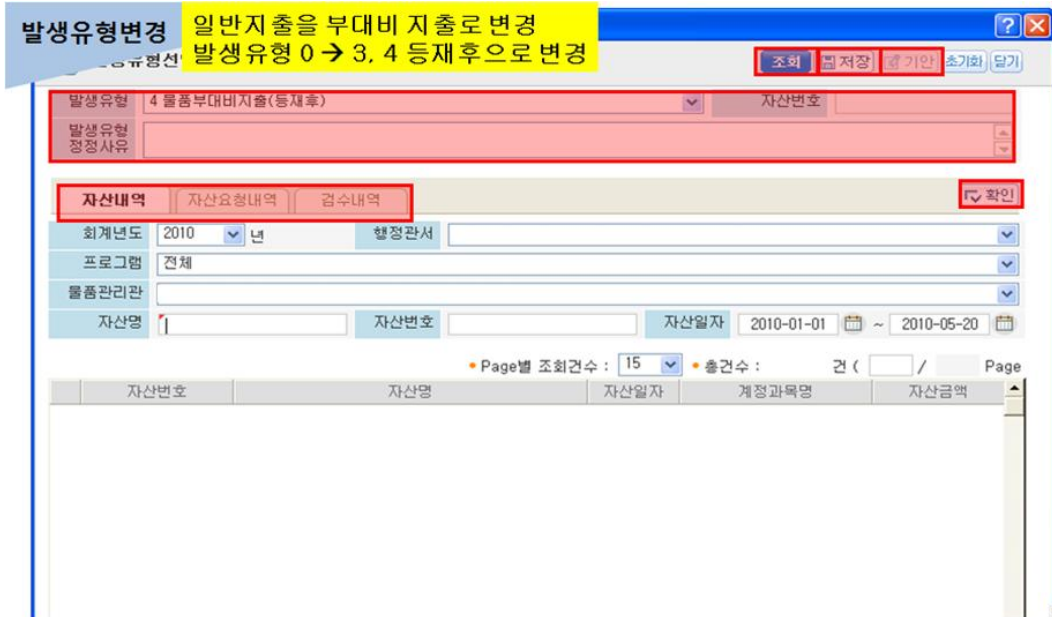 발생유형변경
일반지출을 부대비 지출로 변경
발생유형 0 → 3, 4 등재후으로 변경
조회 저장 기안 초기화 닫기
발생유형 4 물품부대비지출(등재후) 자산번호
발생유형
정정사유
자산내역 자산요청내역 검수내역 확인
회계년도 2010 년 행정관서
프로그램 전체
물품관리관
자산명 자산번호 자산일자 2010-01-01 ~ 2010-05-20
• Page별 조회건수 : 15 • 총건수 : 건 ( / Page
자산번호 자산명 자산일자 계정과목명 자산금액